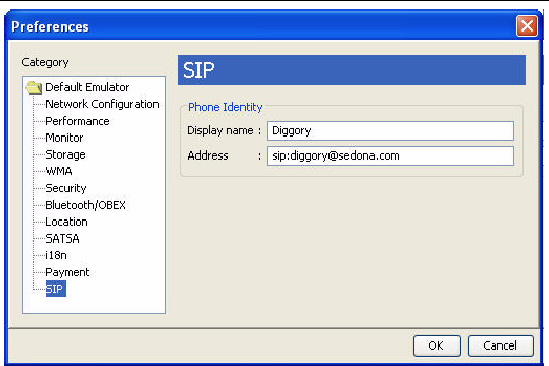 Preferences
Category
Default Emulator
Network Configuration
Performance
Monitor
Storage
WMA
Security
Bluetooth/OBEX
Location
SATSA
i18n
Payment
SIP
SIP
Phone Identity
Display name : Diggory
Address : sip:diggory@sedona.com
OK Cancel